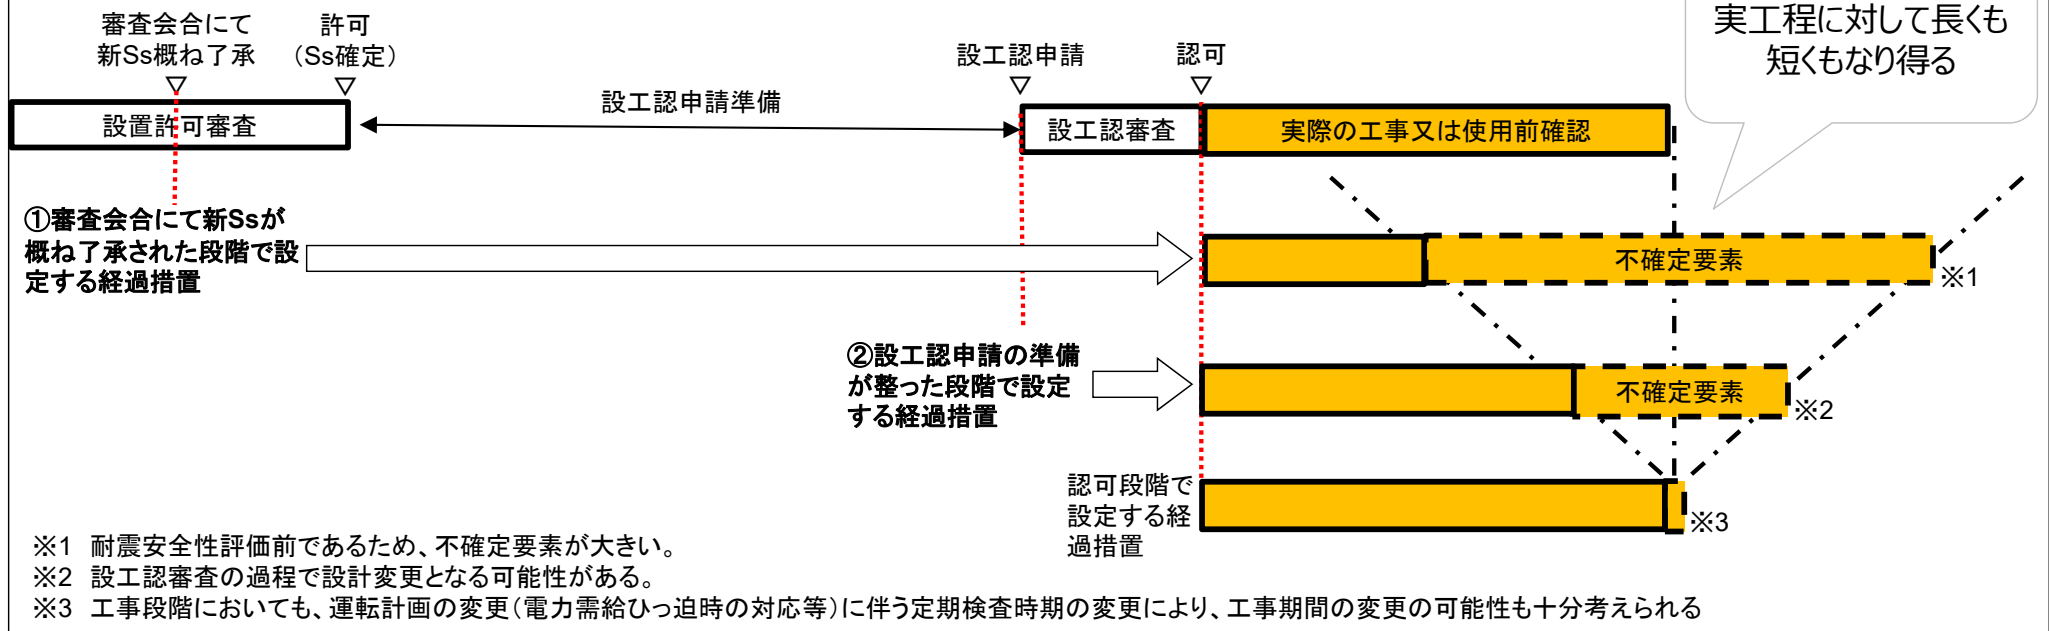 審査会合にて
新Ss概ね了承
許可
(Ss確定)
設工認申請
認可
実工程に対して長くも
短くもなり得る
▽
▽
▽
▽
設置許可審査
設工認申請準備
設工認審査
実際の工事又は使用前確認
①審査会合にて新Ssが
概ね了承された段階で設
定する経過措置
不確定要素
※1
②設工認申請の準備
が整った段階で設定
する経過措置
不確定要素
※2
認可段階で
設定する経
過措置
※3
※1 耐震安全性評価前であるため、不確定要素が大きい。
※2 設工認審査の過程で設計変更となる可能性がある。
※3 工事段階においても、運転計画の変更(電力需給ひっ迫時の対応等)に伴う定期検査時期の変更により、工事期間の変更の可能性も十分考えられる